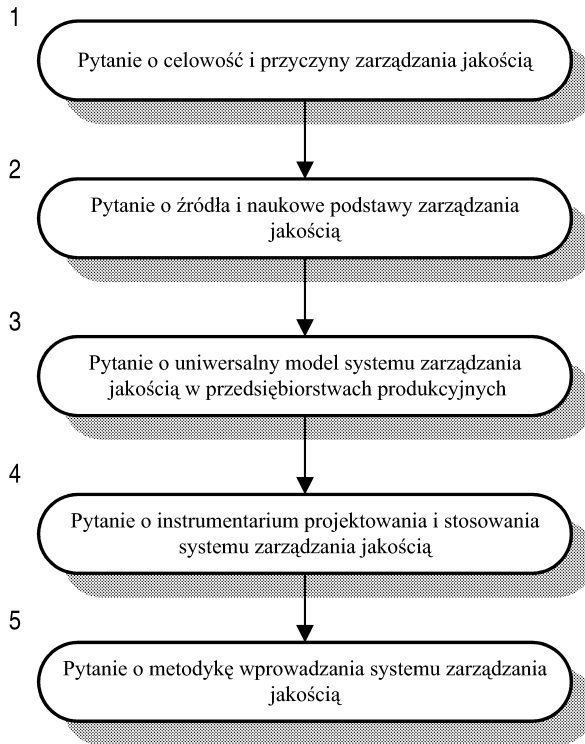 1
Pytanie o celowość i przyczyny zarządzania jakością
2
Pytanie o źródła i naukowe podstawy zarządzania
jakością
3
Pytanie o uniwersalny model systemu zarządzania
jakością w przedsiębiorstwach produkcyjnych
4
Pytanie o instrumentarium projektowania i stosowania
systemu zarządzania jakością
5
Pytanie o metodykę wprowadzania systemu zarządzania
jakością